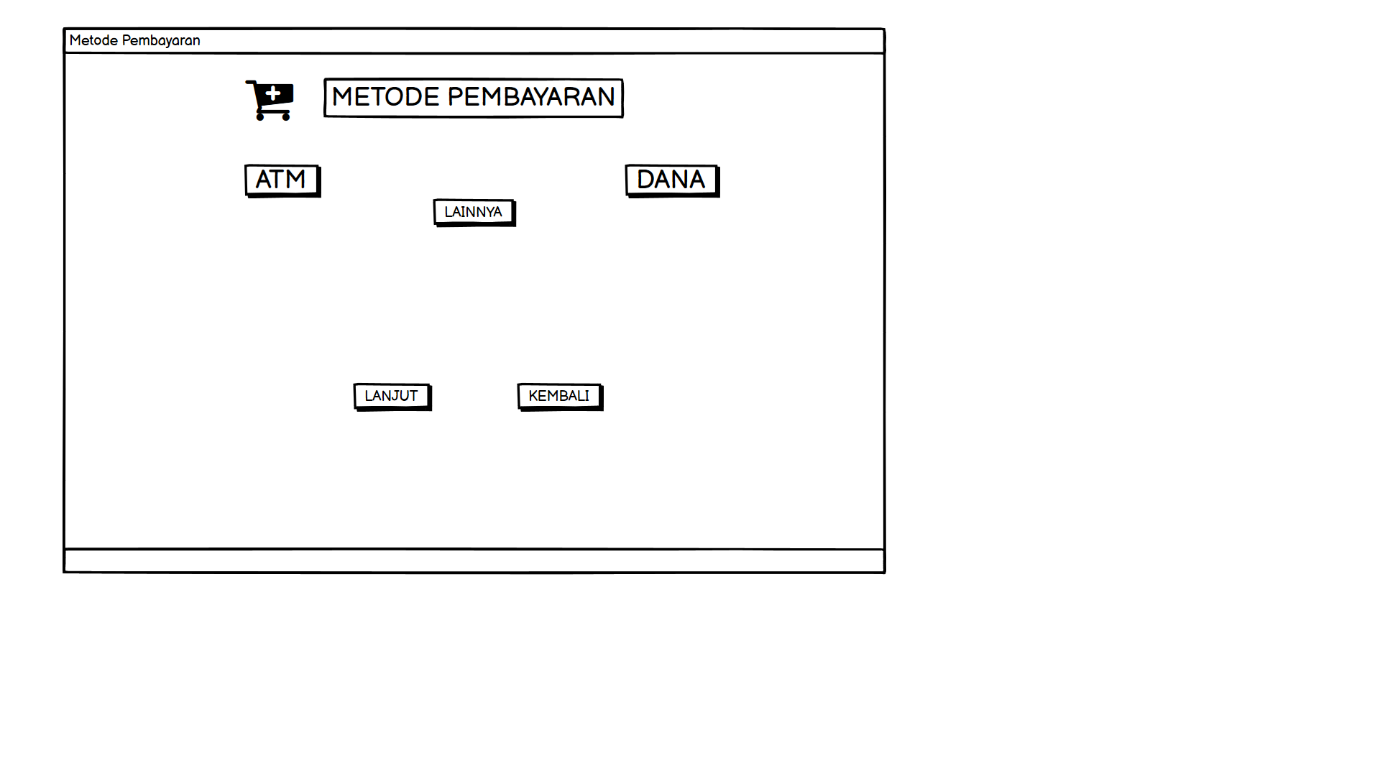 Metode Pembayaran
METODE PEMBAYARAN
ATM
DANA
LAINNYA
LANJUT
KEMBALI